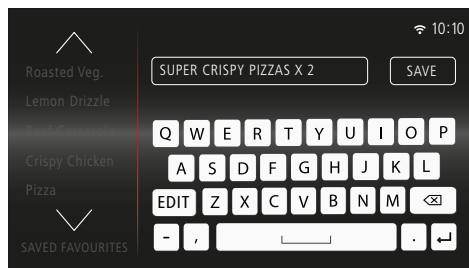 10:10
Roasted Veg.
Lemon Drizzle
Crispy Chicken
Pizza
SAVED FAVOURITES
SUPER CRISPY PIZZAS X 2
SAVE
Q W E R T Y U I O P
A S D F G H J K L
EDIT Z X C V B N M
- , .